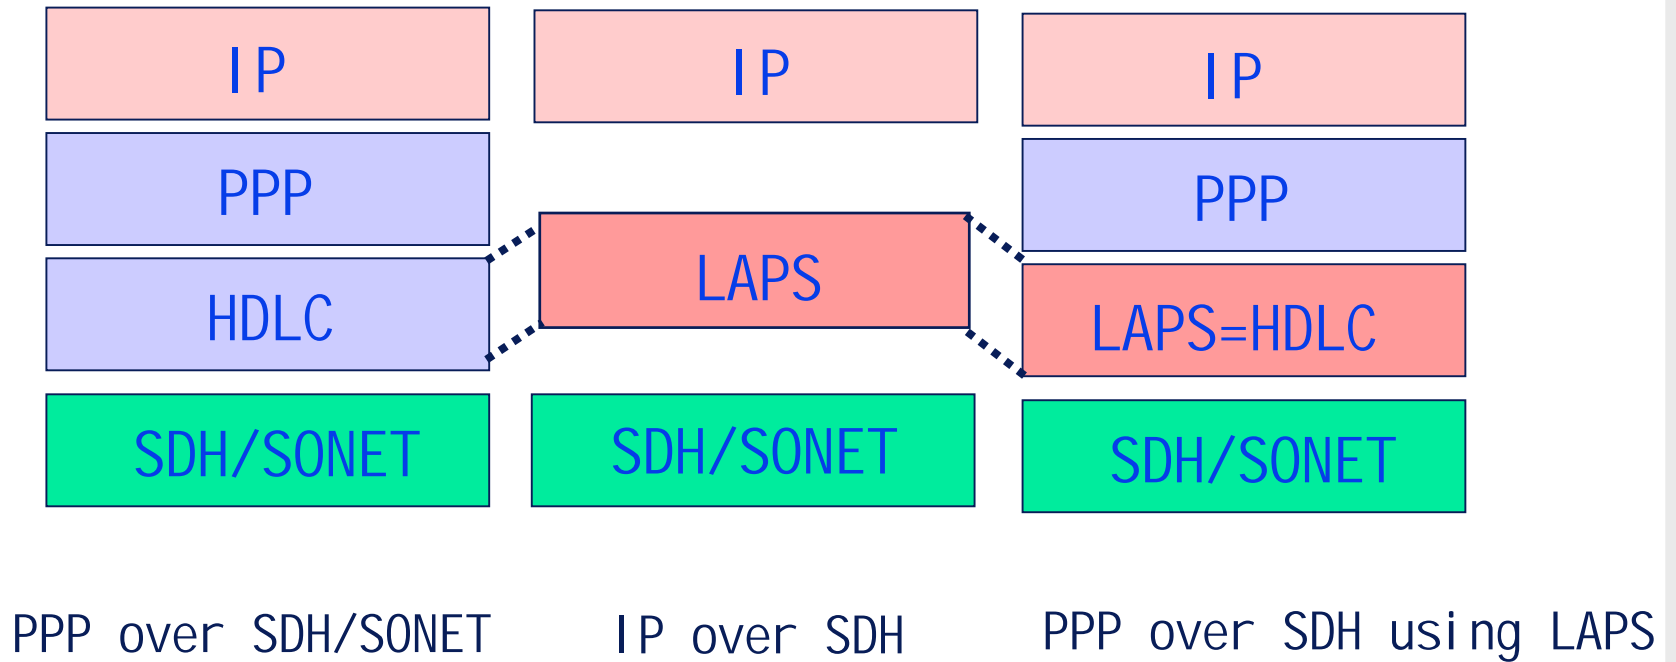 IP
PPP
HDLC
SDH/SONET
PPP over SDH/SONET
IP
LAPS
SDH/SONET
IP over SDH
IP
PPP
LAPS=HDLC
SDH/SONET
PPP over SDH using LAPS